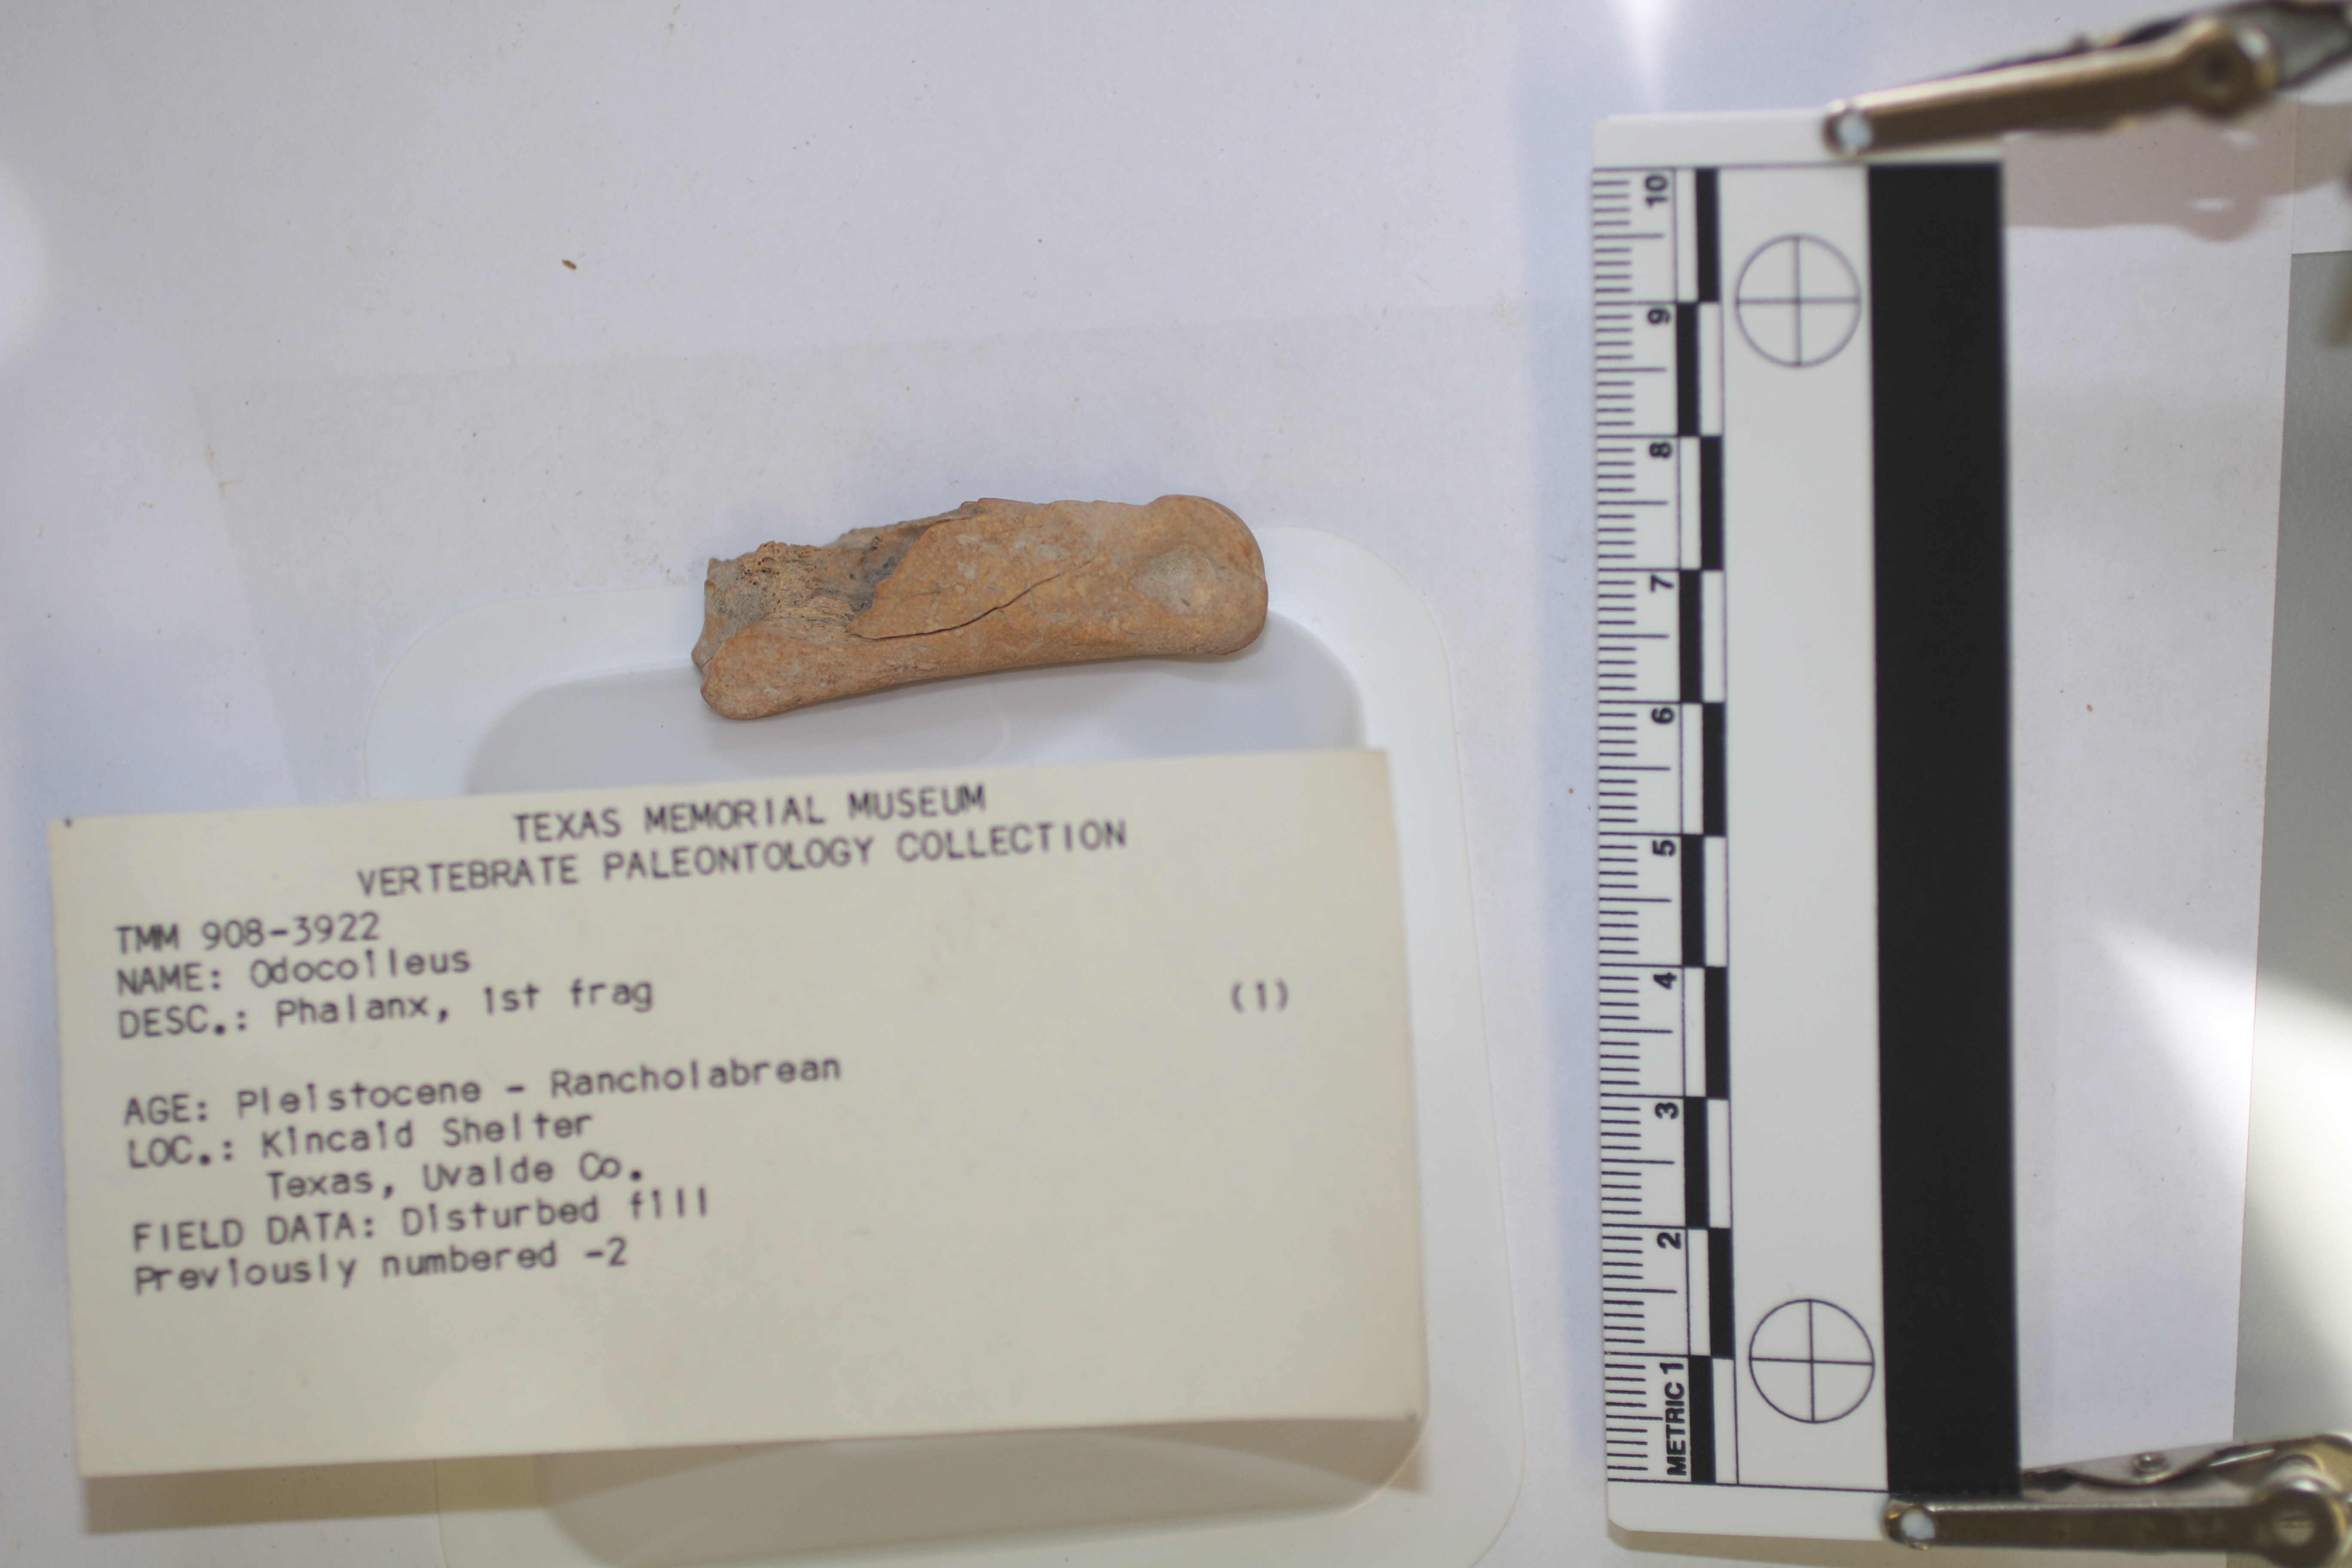 TEXAS MEMORIAL MUSEUM
VERTEBRATE PALEONTOLOGY COLLECTION
TMM 908-3922
NAME: Odocoileus
DESC.: Phalanx, 1st frag (1)
AGE: Pleistocene - Rancholabrean
LOC.: Kincaid Shelter
Texas, Uvalde Co.
FIELD DATA: Disturbed fill
Previously numbered -2
10
9
8
7
6
5
4
3
2
METRIC 1